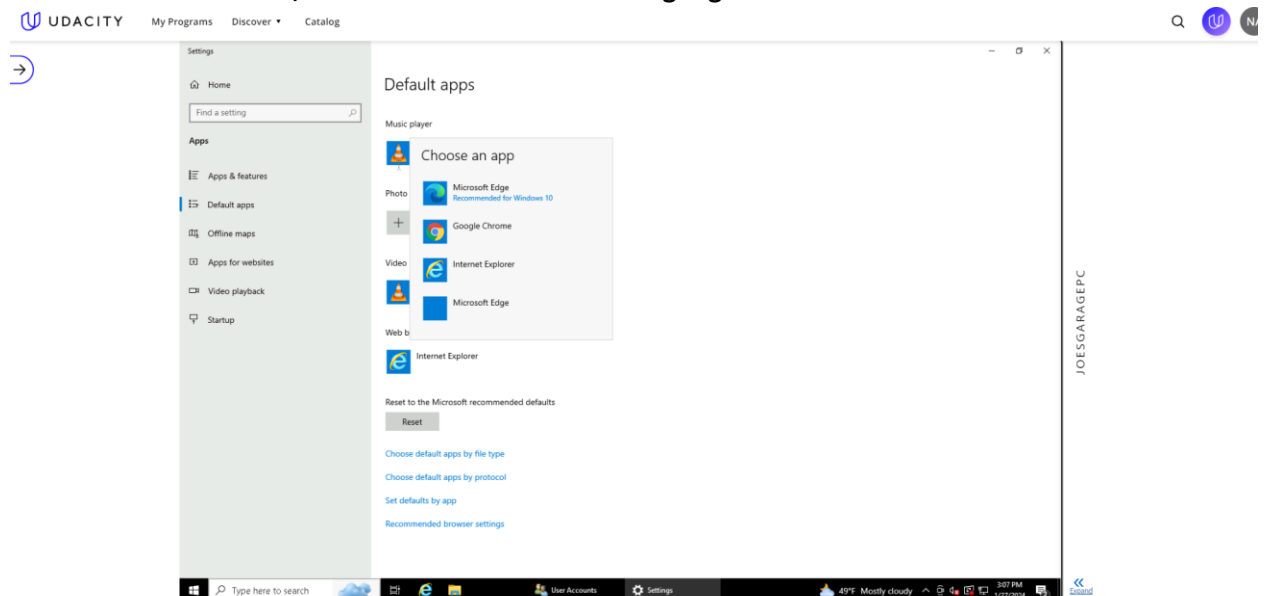 UDACITY My Programs Discover Catalog
Settings
Home
Find a setting
Apps
Apps & features
Default apps
Offline maps
Apps for websites
Video playback
Startup
Default apps
Music player
Choose an app
Microsoft Edge
Recommended for Windows 10
Photo
Google Chrome
Video
Internet Explorer
Microsoft Edge
Web b
Internet Explorer
Reset to the Microsoft recommended defaults
Reset
Choose default apps by file type
Choose default apps by protocol
Set defaults by app
Recommended browser settings
JOESGARAGEPC
Type here to search
User Accounts
Settings
49°F Mostly cloudy
3:07 PM
1/27/2024
Expand